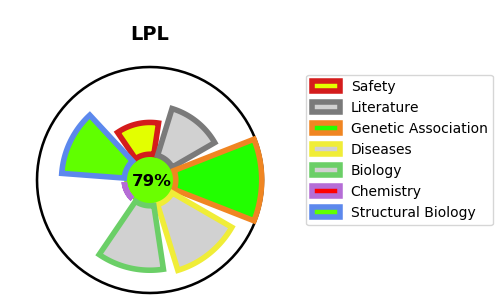 LPL
79%
Safety
Literature
Genetic Association
Diseases
Biology
Chemistry
Structural Biology